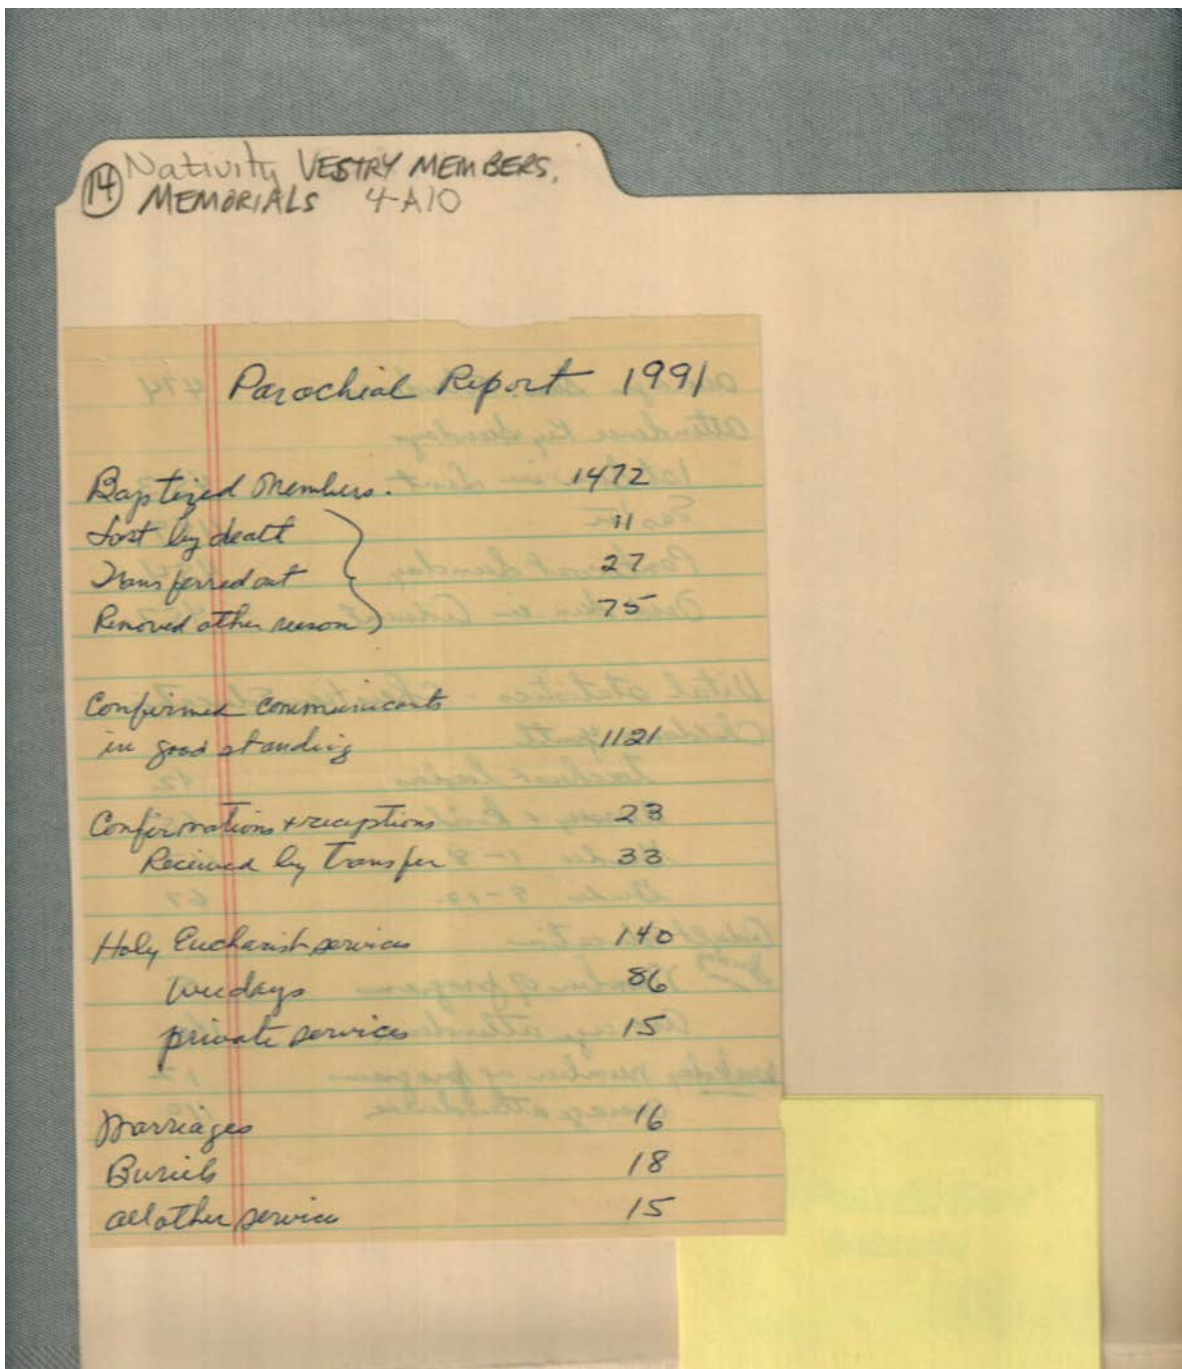 14 Nativity VESTRY MEMBERS,
MEMORIALS 4-A10
Parochial Report 1991
Baptized Members. 1472
Lost by death 11
Transferred out 27
Removed other reason 75
Confirmed communicants
in good standing 1121
Confirmations + receptions 23
Received by Transfer 33
Holy Eucharist services 140
weedays 86
private services 15
Marriages 16
Burials 18
all other service 15